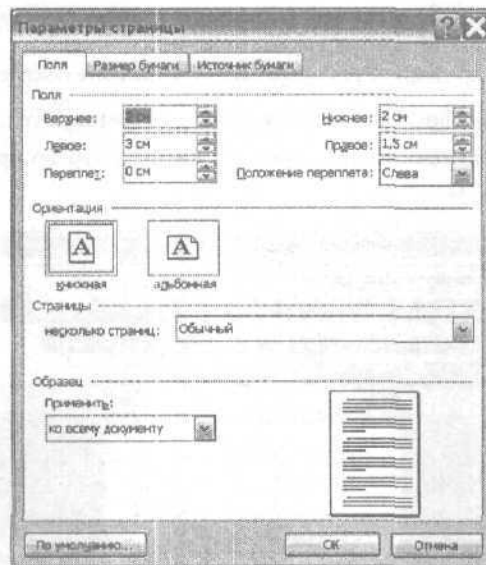 Параметры страницы
Поля Размер бумаги Источник бумаги
Поля
Верхнее: 2 см Нижнее: 2 см
Левое: 3 см Правое: 1,5 см
Переплет: 0 см Положение переплета: Слева
Ориентация
A A
книжная альбомная
Страницы
несколько страниц: Обычный
Образец
Применить:
ко всему документу
По умолчанию... ОК Отмена